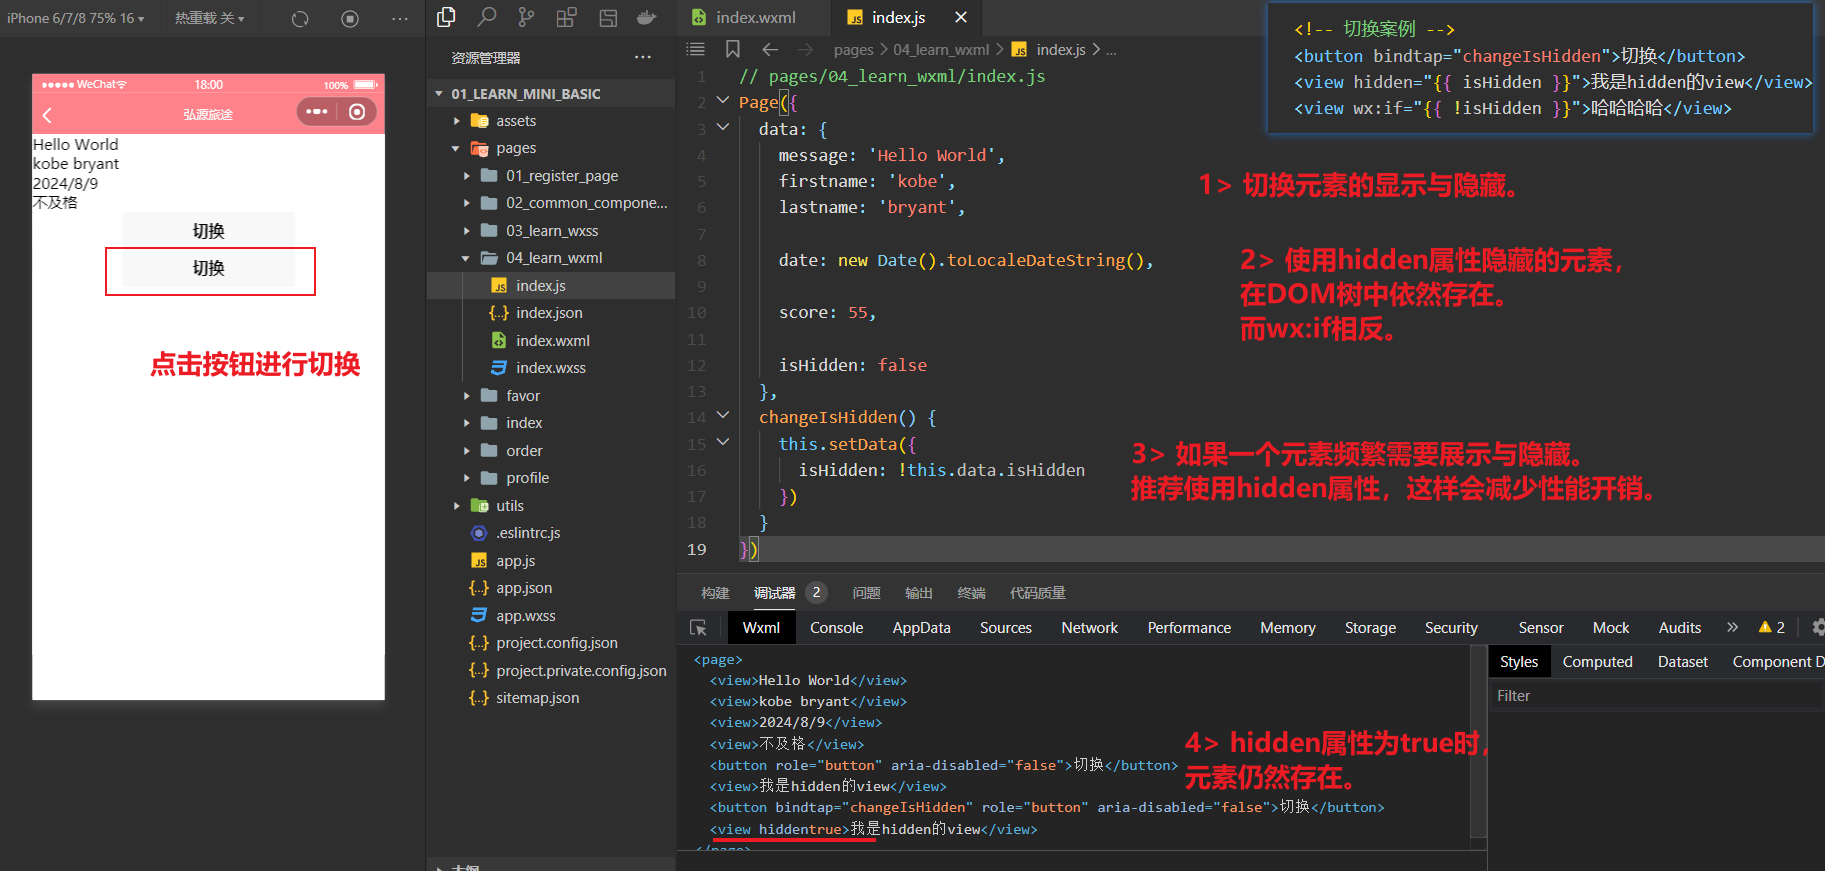 iPhone 6/7/8 75% 16
热重载 关
WeChat
18:00
100%
弘源旅途
Hello World
kobe bryant
2024/8/9
不及格
切换
切换
点击按钮进行切换
资源管理器
01_LEARN_MINI_BASIC
assets
pages
01_register_page
02_common_compone...
03_learn_wxss
04_learn_wxml
index.js
index.json
index.wxml
index.wxss
favor
index
order
profile
utils
.eslintrc.js
app.js
app.json
app.wxss
project.config.json
project.private.config.json
sitemap.json
大纲
index.wxml
index.js
pages > 04_learn_wxml > index.js > ...
1 // pages/04_learn_wxml/index.js
2 Page({
3 data: {
4 message: 'Hello World',
5 firstname: 'kobe',
6 lastname: 'bryant',
7
8 date: new Date().toLocaleDateString(),
9
10 score: 55,
11
12 isHidden: false
13 },
14 changeIsHidden() {
15 this.setData({
16 isHidden: !this.data.isHidden
17 })
18 }
19 })
<!-- 切换案例 -->
<button bindtap="changeIsHidden">切换</button>
<view hidden="{{ isHidden }}">我是hidden的view</view>
<view wx:if="{{ !isHidden }}">哈哈哈哈</view>
1> 切换元素的显示与隐藏。
2> 使用hidden属性隐藏的元素，
在DOM树中依然存在。
而wx:if相反。
3> 如果一个元素频繁需要展示与隐藏。
推荐使用hidden属性，这样会减少性能开销。
构建 调试器 2 问题 输出 终端 代码质量
Wxml Console AppData Sources Network Performance Memory Storage Security Sensor Mock Audits 2
<page>
<view>Hello World</view>
<view>kobe bryant</view>
<view>2024/8/9</view>
<view>不及格</view>
<button role="button" aria-disabled="false">切换</button>
<view>我是hidden的view</view>
<button bindtap="changeIsHidden" role="button" aria-disabled="false">切换</button>
<view hiddentrue>我是hidden的view</view>
</page>
4> hidden属性为true时，
元素仍然存在。
Styles Computed Dataset Component D
Filter